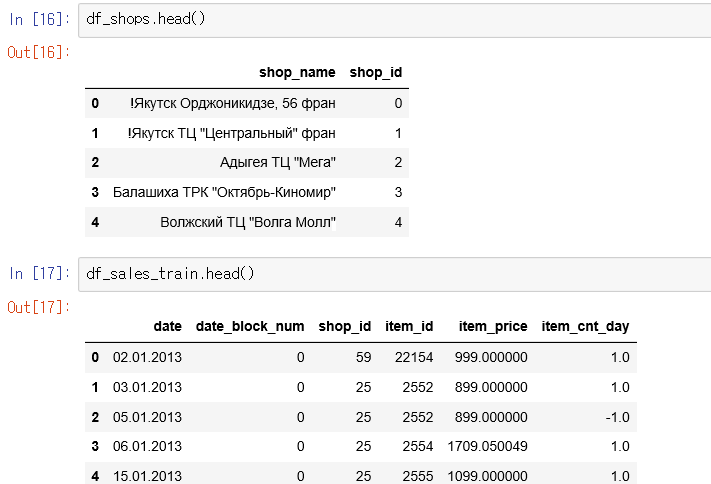 In [16]: df_shops.head()
Out[16]:
shop_name shop_id
0 !Якутск Орджоникидзе, 56 фран 0
1 !Якутск ТЦ "Центральный" фран 1
2 Адыгея ТЦ "Мега" 2
3 Балашиха ТРК "Октябрь-Киномир" 3
4 Волжский ТЦ "Волга Молл" 4
In [17]: df_sales_train.head()
Out[17]:
date date_block_num shop_id item_id item_price item_cnt_day
0 02.01.2013 0 59 22154 999.000000 1.0
1 03.01.2013 0 25 2552 899.000000 1.0
2 05.01.2013 0 25 2552 899.000000 -1.0
3 06.01.2013 0 25 2554 1709.050049 1.0
4 15.01.2013 0 25 2555 1099.000000 1.0